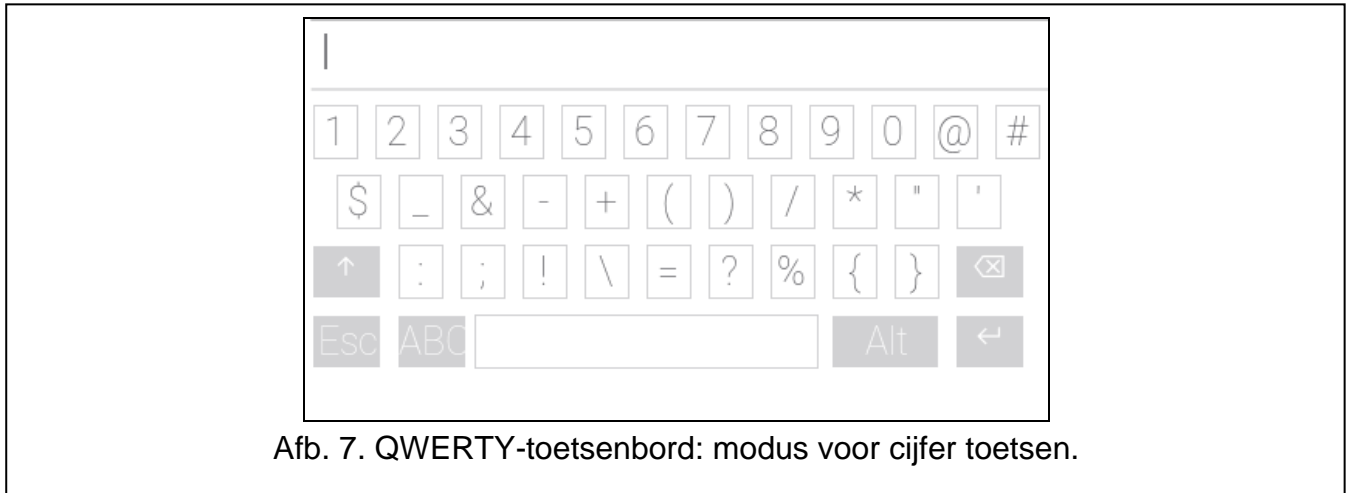 1 2 3 4 5 6 7 8 9 0 @ #
$ _ & - + ( ) / * " '
↑ : ; ! \ = ? % { } ⌫
Esc ABC Alt ↵
Afb. 7. QWERTY-toetsenbord: modus voor cijfer toetsen.